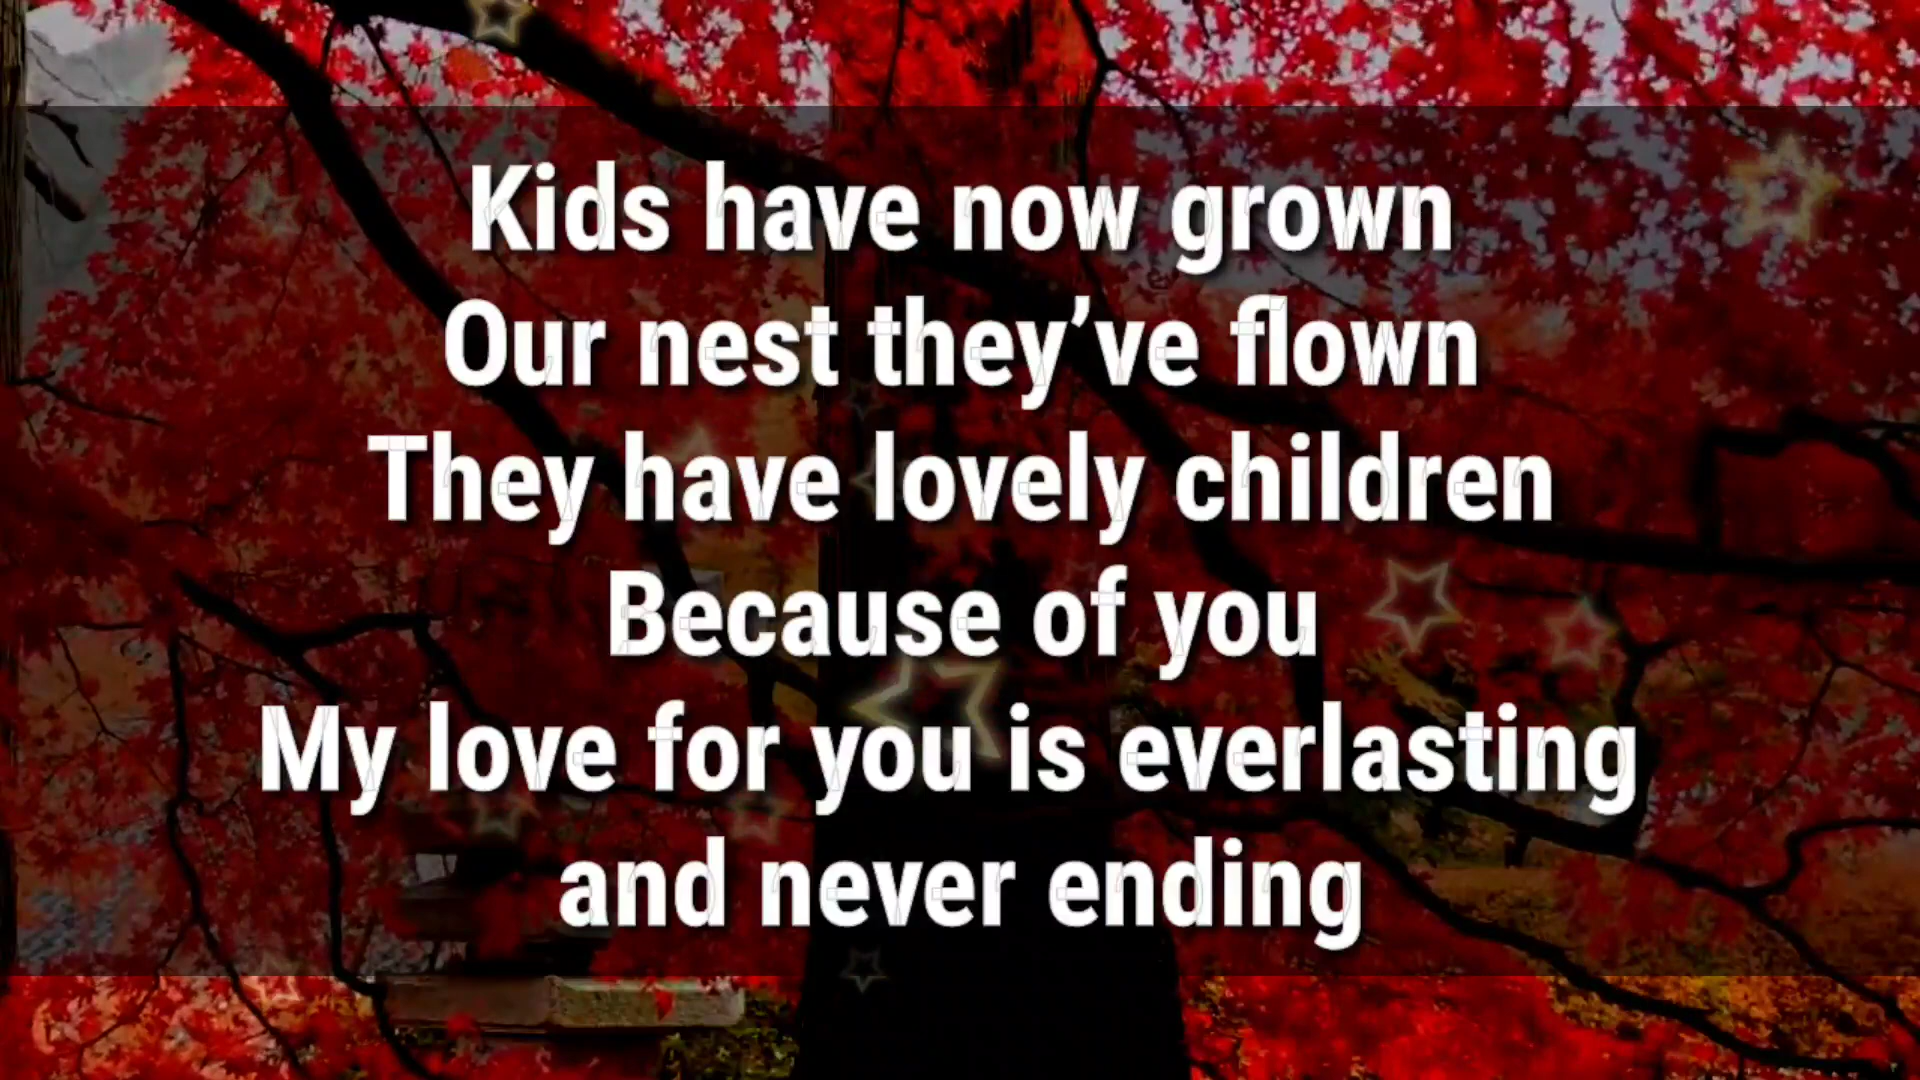 Kids have now grown
Our nest they’ve flown
They have lovely children
Because of you
My love for you is everlasting
and never ending